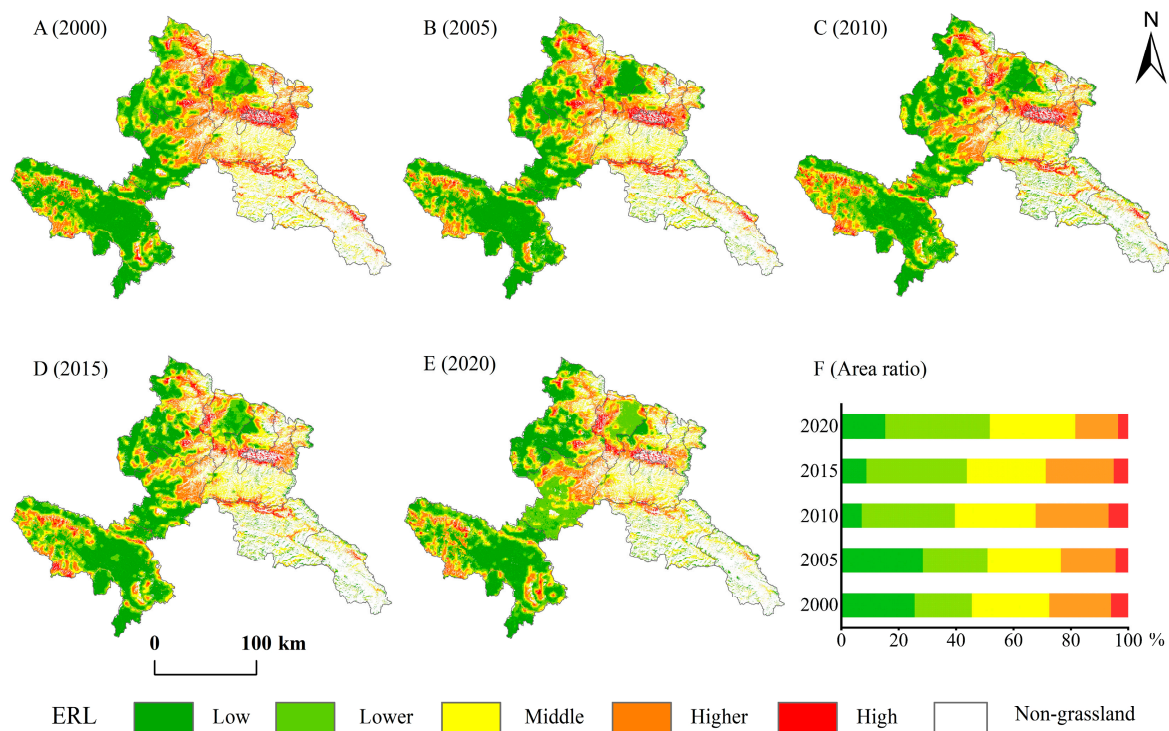 A (2000)
B (2005)
C (2010)
N
D (2015)
E (2020)
F (Area ratio)
2020
2015
2010
2005
2000
0 20 40 60 80 100 %
0 100 km
ERL Low Lower Middle Higher High Non-grassland